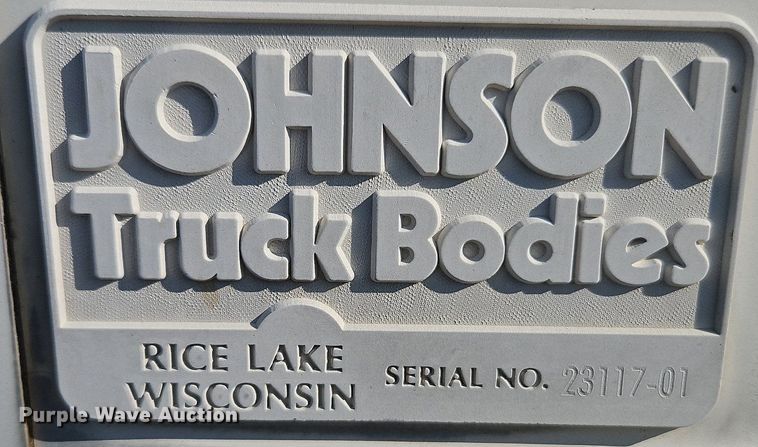 JOHNSON
Truck Bodies
RICE LAKE
WISCONSIN
SERIAL NO. 23117-01
Purple Wave Auction